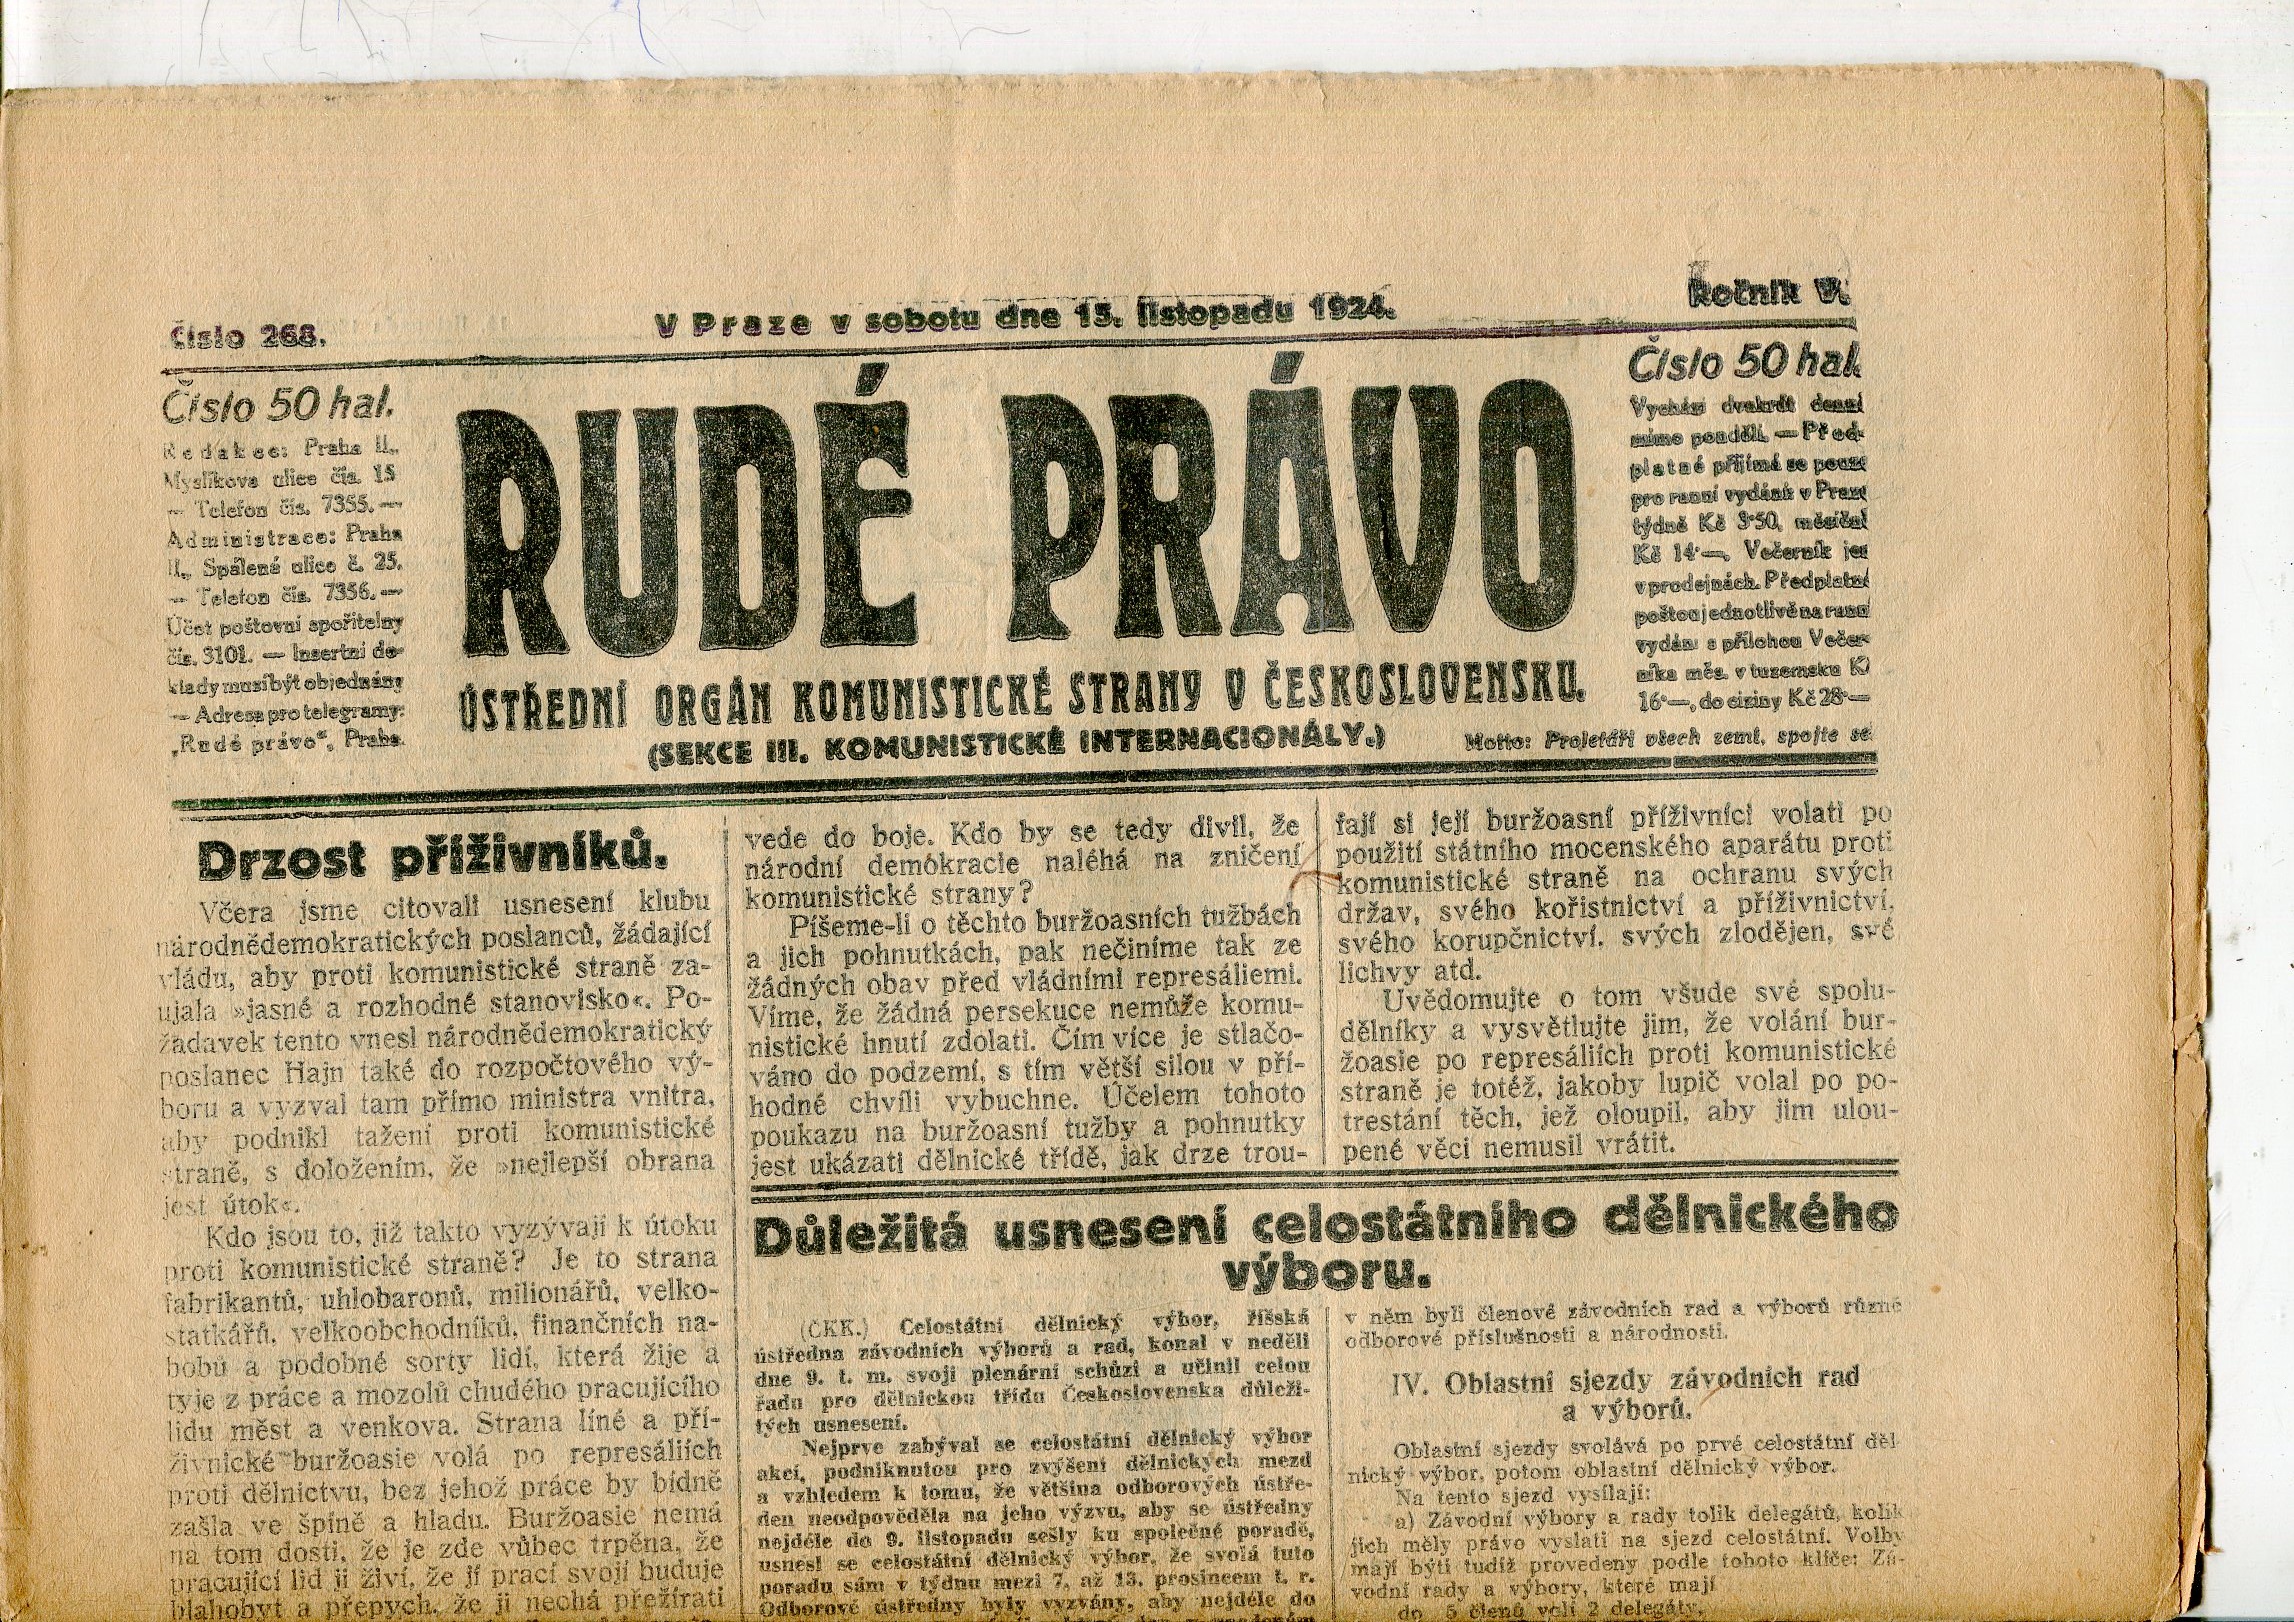 Číslo 268.
V Praze v sobotu dne 15. listopadu 1924.
Ročník V.
Číslo 50 hal.
Redakce: Praha II.,
Myslíkova ulice čís. 15
— Telefon čís. 7355. —
Administrace: Praha
II., Spálená ulice č. 25.
— Telefon čís. 7356. —
Účet poštovní spořitelny
čís. 3101. — Insertní do-
klady musí být objednány
— Adresa pro telegramy:
„Rudé právo“, Praha.
RUDÉ PRÁVO
ÚSTŘEDNÍ ORGÁN KOMUNISTICKÉ STRANY V ČESKOSLOVENSKU.
(SEKCE III. KOMUNISTICKÉ INTERNACIONÁLY.)
Číslo 50 hal.
Vychází dvakrát denně
mimo pondělí. — Před-
platné přijímá se pouze
pro ranní vydání: v Praze
týdně Kč 3·50, měsíčně
Kč 14·—, Večerník jen
v prodejnách. Předplatné
poštou jednotlivě na ranní
vydání s přílohou Večer-
níka měs. v tuzemsku K
16·—, do ciziny Kč 28·—
Motto: Proletáři všech zemí, spojte se
Drzost příživníků.
Včera jsme citovali usnesení klubu
národnědemokratických poslanců, žádající
vládu, aby proti komunistické straně za-
ujala »jasné a rozhodné stanovisko«. Po-
žadavek tento vnesl národnědemokratický
poslanec Hajn také do rozpočtového vý-
boru a vyzval tam přímo ministra vnitra,
aby podnikl tažení proti komunistické
straně, s doložením, že »nejlepší obrana
jest útok«.
Kdo jsou to, již takto vyzývají k útoku
proti komunistické straně? Je to strana
fabrikantů, uhlobaronů, milionářů, velko-
statkářů, velkoobchodníků, finančních na-
bobů a podobné sorty lidí, která žije a
tyje z práce a mozolů chudého pracujícího
lidu měst a venkova. Strana líné a pří-
živnické buržoasie volá po represáliích
proti dělnictvu, bez jehož práce by bídně
zašla ve špíně a hladu. Buržoasie nemá
na tom dosti, že je zde vůbec trpěna, že
pracující lid ji živí, že jí prací svojí buduje
blahobyt a přepych, že ji nechá přežírati
vede do boje. Kdo by se tedy divil, že
národní demokracie naléhá na zničení
komunistické strany?
Píšeme-li o těchto buržoasních tužbách
a jich pohnutkách, pak nečiníme tak ze
žádných obav před vládními represáliemi.
Víme, že žádná persekuce nemůže komu-
nistické hnutí zdolati. Čím více je stlačo-
váno do podzemí, s tím větší silou v pří-
hodné chvíli vybuchne. Účelem tohoto
poukazu na buržoasní tužby a pohnutky
jest ukázati dělnické třídě, jak drze trou-
fají si její buržoasní příživníci volati po
použití státního mocenského aparátu proti
komunistické straně na ochranu svých
držav, svého kořistnictví a příživnictví,
svého korupčnictví, svých zlodějen, své
lichvy atd.
Uvědomujte o tom všude své spolu-
dělníky a vysvětlujte jim, že volání bur-
žoasie po represáliích proti komunistické
straně je totéž, jakoby lupič volal po po-
trestání těch, jež oloupil, aby jim ulou-
pené věci nemusil vrátit.
Důležitá usnesení celostátního dělnického
výboru.
(ČKK.) Celostátní dělnický výbor, říšská
ústředna závodních výborů a rad, konal v neděli
dne 9. t. m. svoji plenární schůzi a učinil celou
řadu pro dělnickou třídu Československa důleži-
tých usnesení.
Nejprve zabýval se celostátní dělnický výbor
akcí, podniknutou pro zvýšení dělnických mezd
a vzhledem k tomu, že většina odborových ústře-
den neodpověděla na jeho výzvu, aby se ústředny
nejdéle do 9. listopadu sešly ku společné poradě,
usnesl se celostátní dělnický výbor, že svolá tuto
poradu sám v týdnu mezi 7. až 13. prosincem t. r.
Odborové ústředny byly vyzvány, aby nejdéle do
v něm byli členové závodních rad a výborů různé
odborové příslušnosti a národnosti.
IV. Oblastní sjezdy závodních rad
a výborů.
Oblastní sjezdy svolává po prvé celostátní děl-
nický výbor, potom oblastní dělnický výbor.
Na tento sjezd vysílají:
a) Závodní výbory a rady tolik delegátů, kolik
jich měly právo vyslati na sjezd celostátní. Volby
mají býti tudíž provedeny podle tohoto klíče: Zá-
vodní rady a výbory, které mají
do 5 členů volí 2 delegáty,